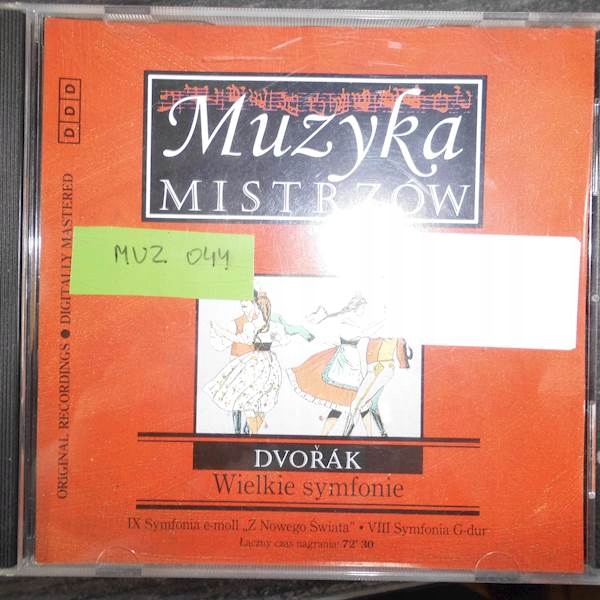 Muzyka
MISTRZÓW
DDD
ORIGINAL RECORDINGS ● DIGITALLY MASTERED
MUZ 044
DVOŘÁK
Wielkie symfonie
IX Symfonia e-moll „Z Nowego Świata" • VIII Symfonia G-dur
Łączny czas nagrania: 72' 30